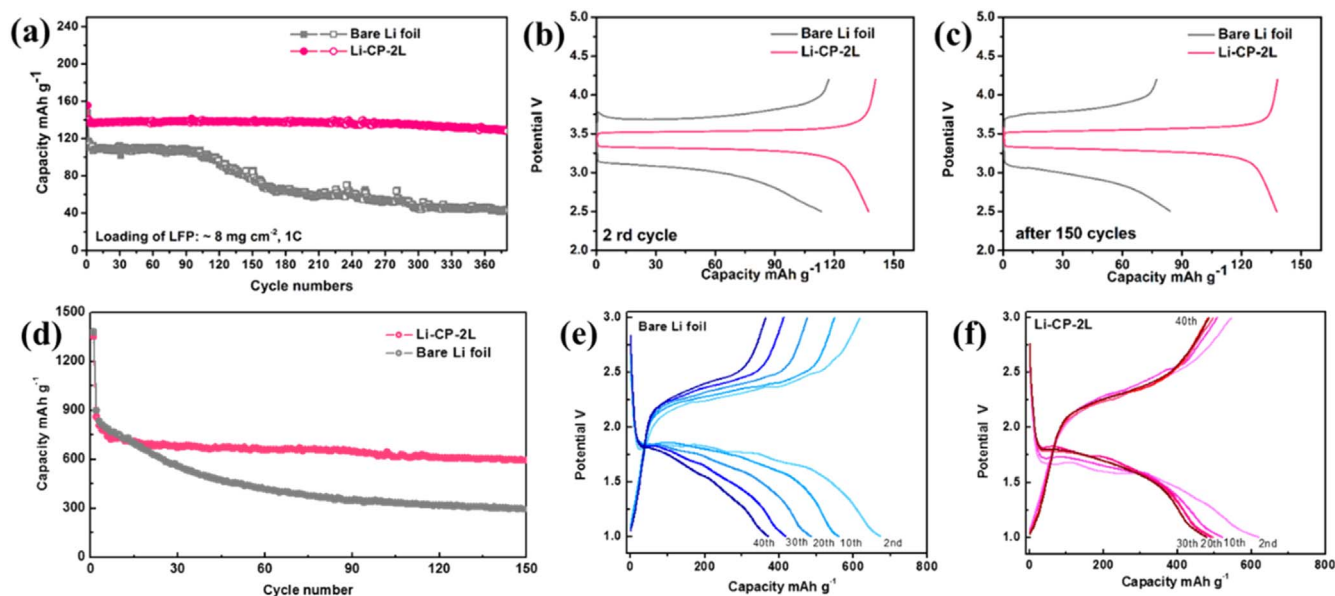 (a)
240
200
160
120
80
40
0
Capacity mAh g-1
Bare Li foil
Li-CP-2L
Loading of LFP: ~ 8 mg cm-2, 1C
0 30 60 90 120 150 180 210 240 270 300 330 360
Cycle numbers
(b)
5.0
4.5
4.0
3.5
3.0
2.5
2.0
Potential V
Bare Li foil
Li-CP-2L
2 rd cycle
0 30 60 90 120 150
Capacity mAh g-1
(c)
5.0
4.5
4.0
3.5
3.0
2.5
2.0
Potential V
Bare Li foil
Li-CP-2L
after 150 cycles
0 30 60 90 120 150
Capacity mAh g-1
(d)
1500
1200
900
600
300
0
Capacity mAh g-1
Li-CP-2L
Bare Li foil
0 30 60 90 120 150
Cycle number
(e)
3.0
2.5
2.0
1.5
1.0
Potential V
Bare Li foil
40th 30th 20th 10th 2nd
0 200 400 600 800
Capacity mAh g-1
(f)
3.0
2.5
2.0
1.5
1.0
Potential V
Li-CP-2L
40th
30th 20th 10th 2nd
0 200 400 600 800
Capacity mAh g-1